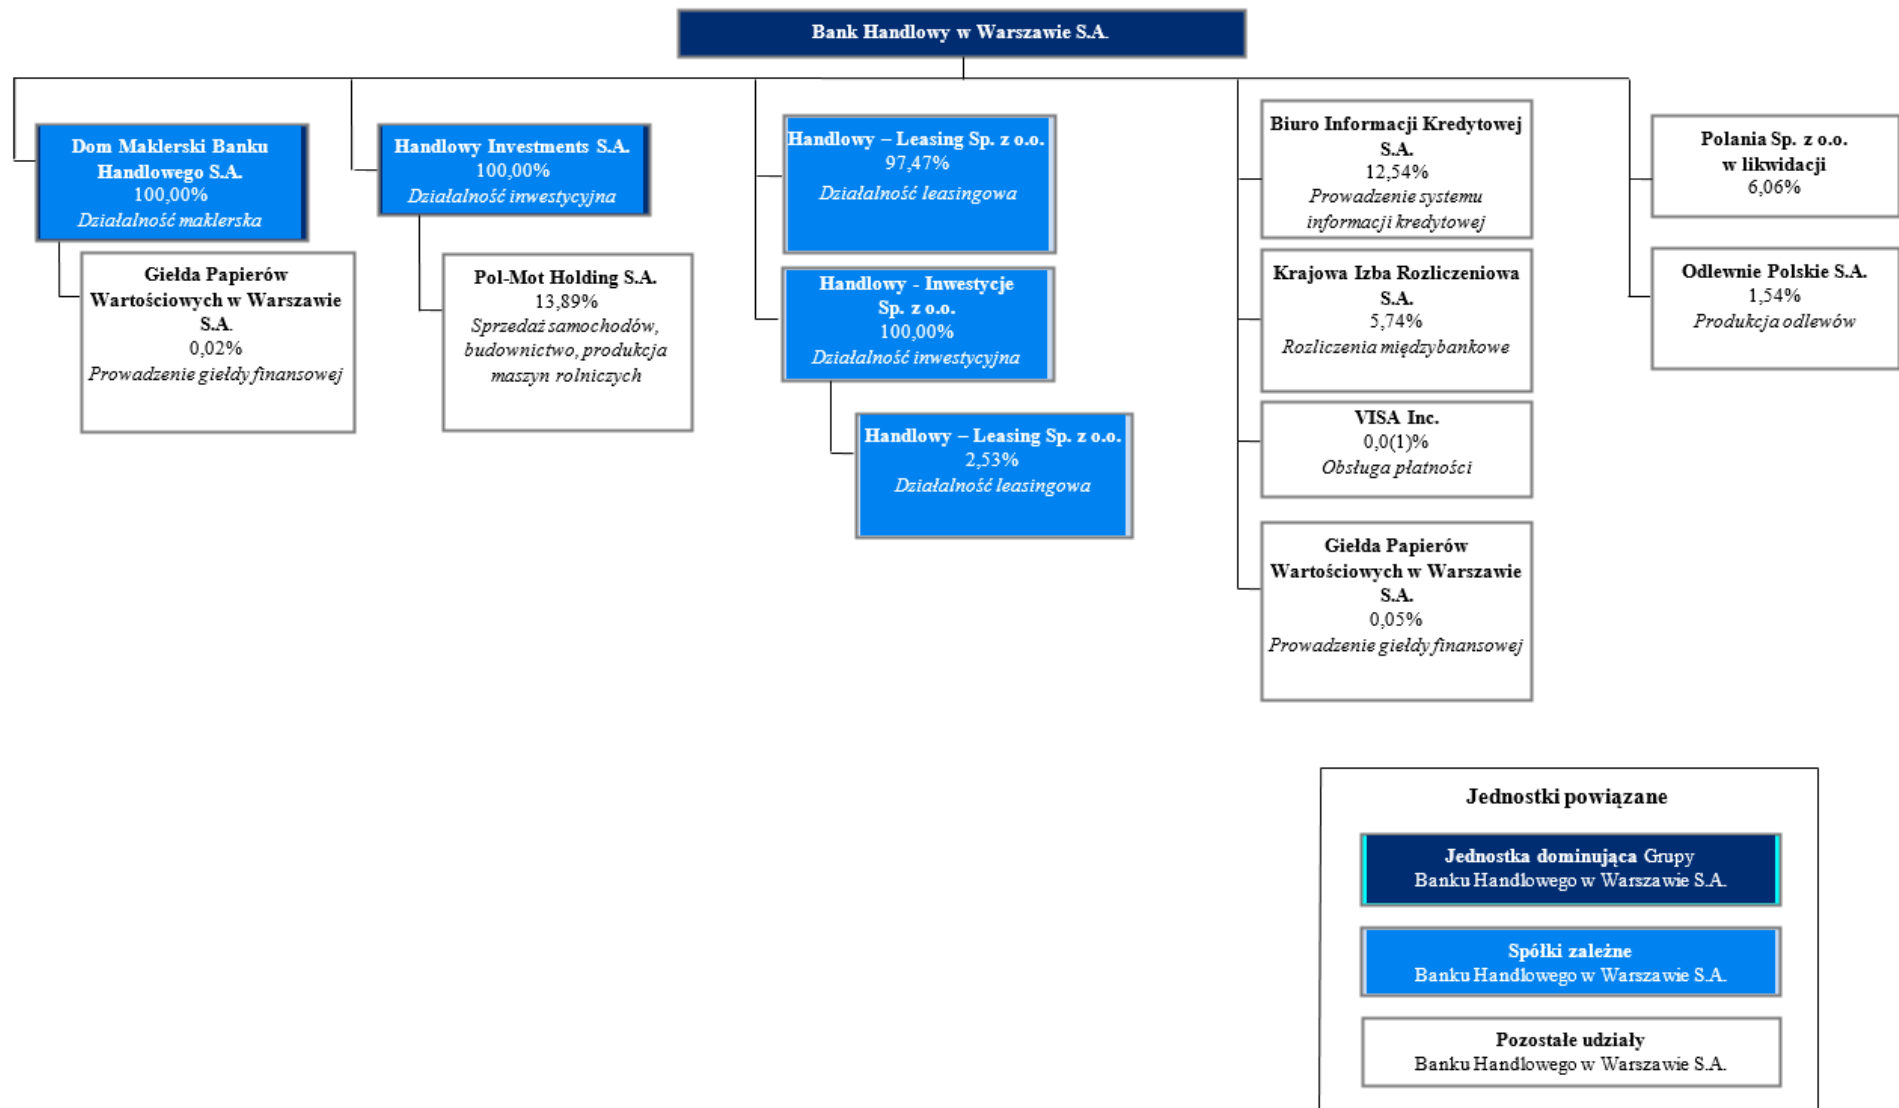 Bank Handlowy w Warszawie S.A.
Dom Maklerski Banku
Handlowego S.A.
100,00%
Działalność maklerska
Giełda Papierów
Wartościowych w Warszawie
S.A.
0,02%
Prowadzenie giełdy finansowej
Handlowy Investments S.A.
100,00%
Działalność inwestycyjna
Pol-Mot Holding S.A.
13,89%
Sprzedaż samochodów,
budownictwo, produkcja
maszyn rolniczych
Handlowy – Leasing Sp. z o.o.
97,47%
Działalność leasingowa
Handlowy - Inwestycje
Sp. z o.o.
100,00%
Działalność inwestycyjna
Handlowy – Leasing Sp. z o.o.
2,53%
Działalność leasingowa
Biuro Informacji Kredytowej
S.A.
12,54%
Prowadzenie systemu
informacji kredytowej
Krajowa Izba Rozliczeniowa
S.A.
5,74%
Rozliczenia międzybankowe
VISA Inc.
0,0(1)%
Obsługa płatności
Giełda Papierów
Wartościowych w Warszawie
S.A.
0,05%
Prowadzenie giełdy finansowej
Polania Sp. z o.o.
w likwidacji
6,06%
Odlewnie Polskie S.A.
1,54%
Produkcja odlewów
Jednostki powiązane
Jednostka dominująca Grupy
Banku Handlowego w Warszawie S.A.
Spółki zależne
Banku Handlowego w Warszawie S.A.
Pozostałe udziały
Banku Handlowego w Warszawie S.A.